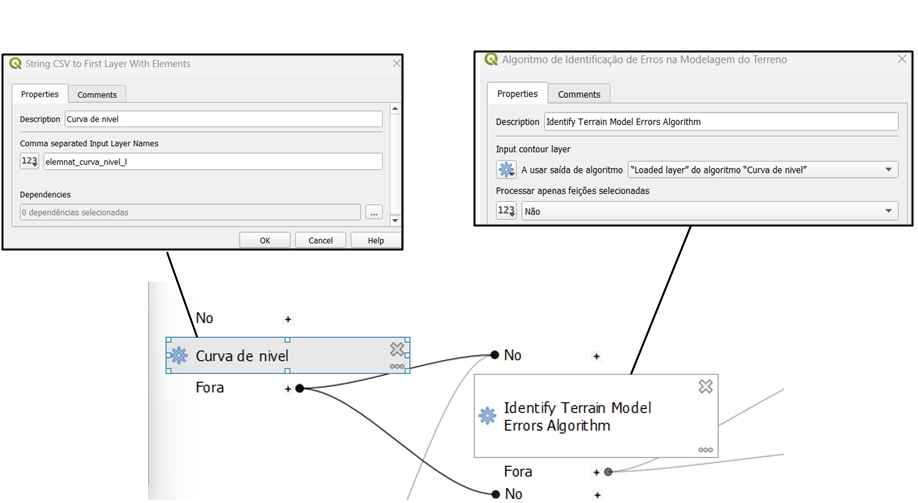 String CSV to First Layer With Elements
Properties
Comments
Description
Curva de nivel
Comma separated Input Layer Names
123
elemnat_curva_nivel_l
Dependencies
0 dependências selecionadas
...
OK
Cancel
Help
Algoritmo de Identificação de Erros na Modelagem do Terreno
Properties
Comments
Description
Identify Terrain Model Errors Algorithm
Input contour layer
A usar saída de algoritmo
"Loaded layer" do algoritmo "Curva de nivel"
Processar apenas feições selecionadas
123
Não
No
+
Curva de nivel
Fora
+
No
+
Identify Terrain Model
Errors Algorithm
Fora
+
No
+